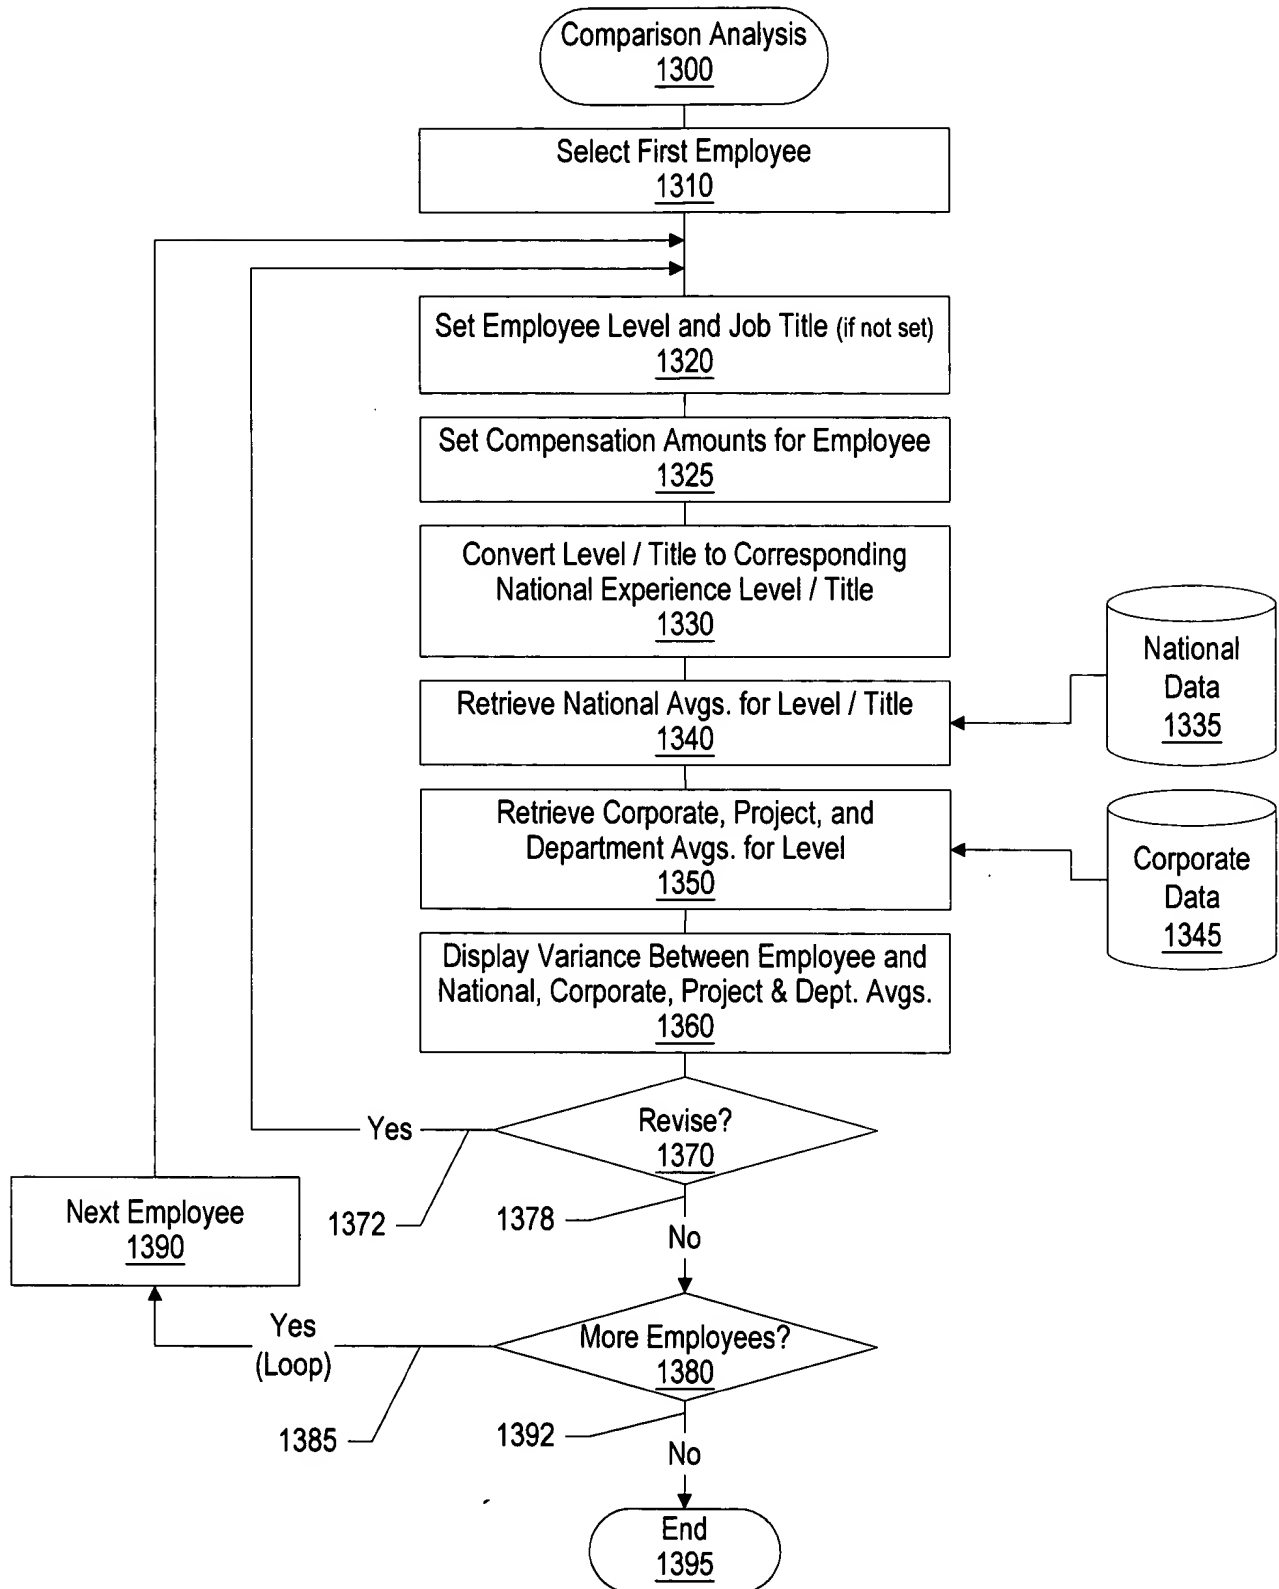 Comparison Analysis
1300
Select First Employee
1310
Set Employee Level and Job Title (if not set)
1320
Set Compensation Amounts for Employee
1325
Convert Level / Title to Corresponding
National Experience Level / Title
1330
National
Data
1335
Retrieve National Avgs. for Level / Title
1340
Retrieve Corporate, Project, and
Department Avgs. for Level
1350
Corporate
Data
1345
Display Variance Between Employee and
National, Corporate, Project & Dept. Avgs.
1360
Revise?
1370
Yes
1372
1378
No
Next Employee
1390
More Employees?
1380
Yes
(Loop)
1385
1392
No
End
1395